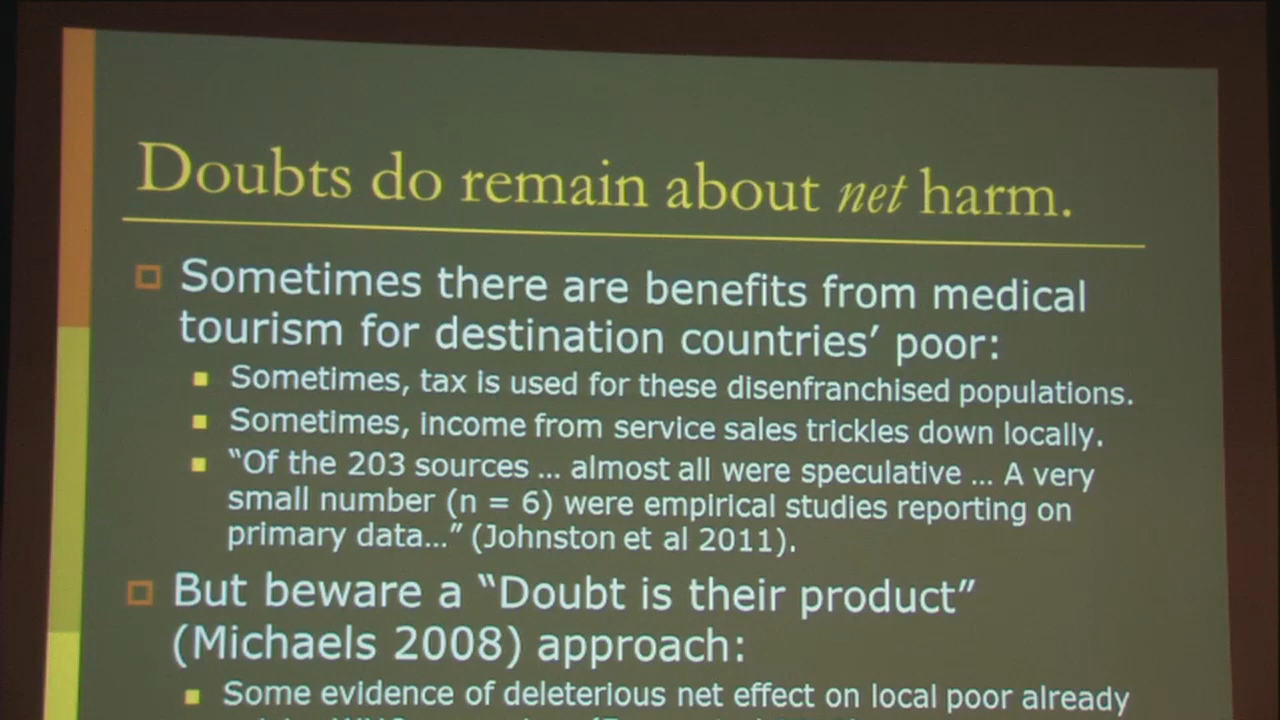 Doubts do remain about net harm.
Sometimes there are benefits from medical
tourism for destination countries’ poor:
Sometimes, tax is used for these disenfranchised populations.
Sometimes, income from service sales trickles down locally.
“Of the 203 sources … almost all were speculative … A very
small number (n = 6) were empirical studies reporting on
primary data…” (Johnston et al 2011).
But beware a “Doubt is their product”
(Michaels 2008) approach:
Some evidence of deleterious net effect on local poor already